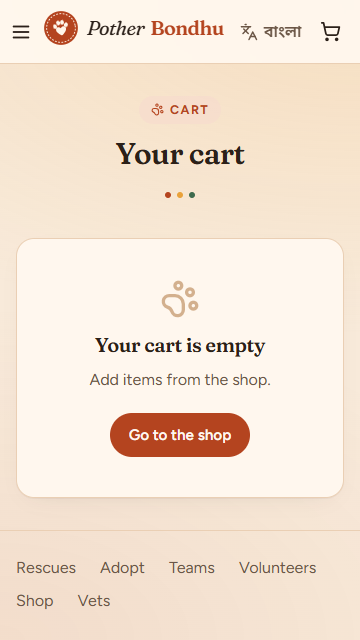 Pother Bondhu
বাংলা
CART
Your cart
Your cart is empty
Add items from the shop.
Go to the shop
Rescues Adopt Teams Volunteers
Shop Vets